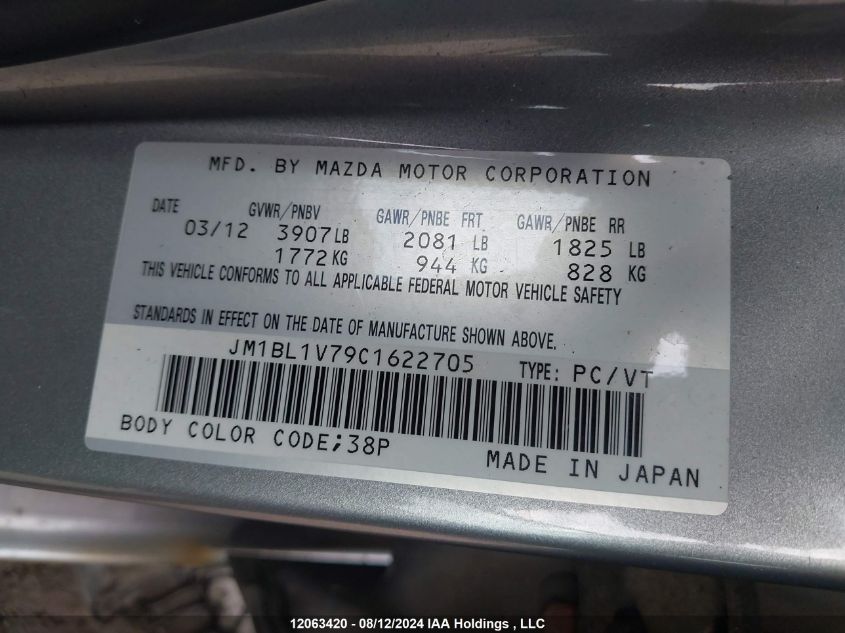 MFD. BY MAZDA MOTOR CORPORATION
DATE GVWR/PNBV GAWR/PNBE FRT. GAWR/PNBE RR
03/12 3907LB 2081 LB 1825 LB
1772KG 944 KG 828 KG
THIS VEHICLE CONFORMS TO ALL APPLICABLE FEDERAL MOTOR VEHICLE SAFETY
STANDARDS IN EFFECT ON THE DATE OF MANUFACTURE SHOWN ABOVE.
JM1BL1V79C1622705 TYPE: PC/VT
BODY COLOR CODE;38P
MADE IN JAPAN
12063420 - 08/12/2024 IAA Holdings , LLC